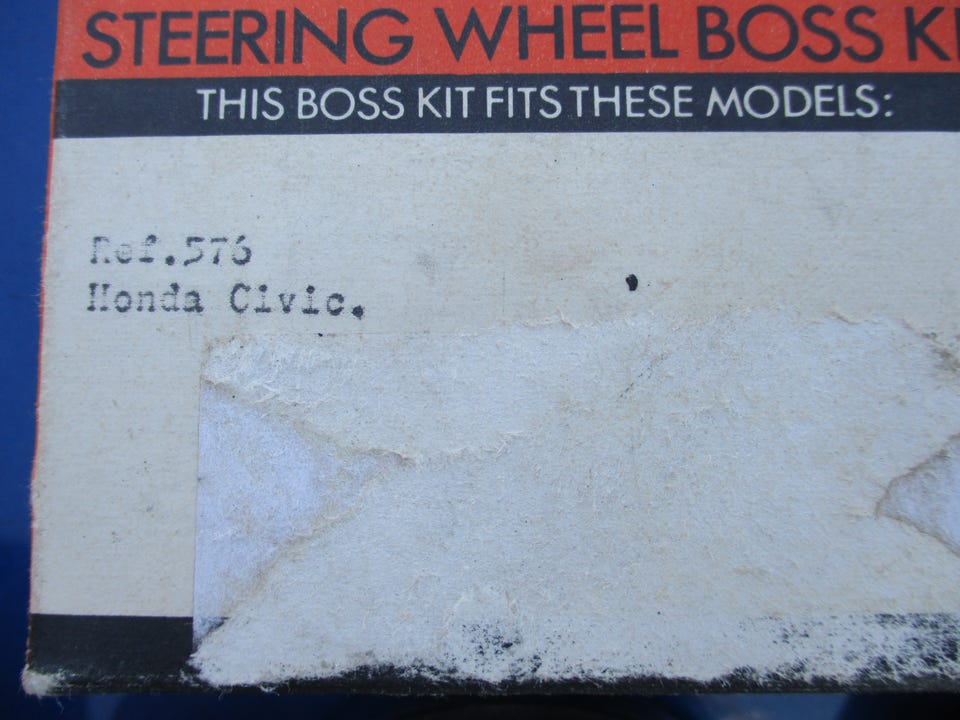 STEERING WHEEL BOSS K
THIS BOSS KIT FITS THESE MODELS:
Ref.576
Honda Civic.